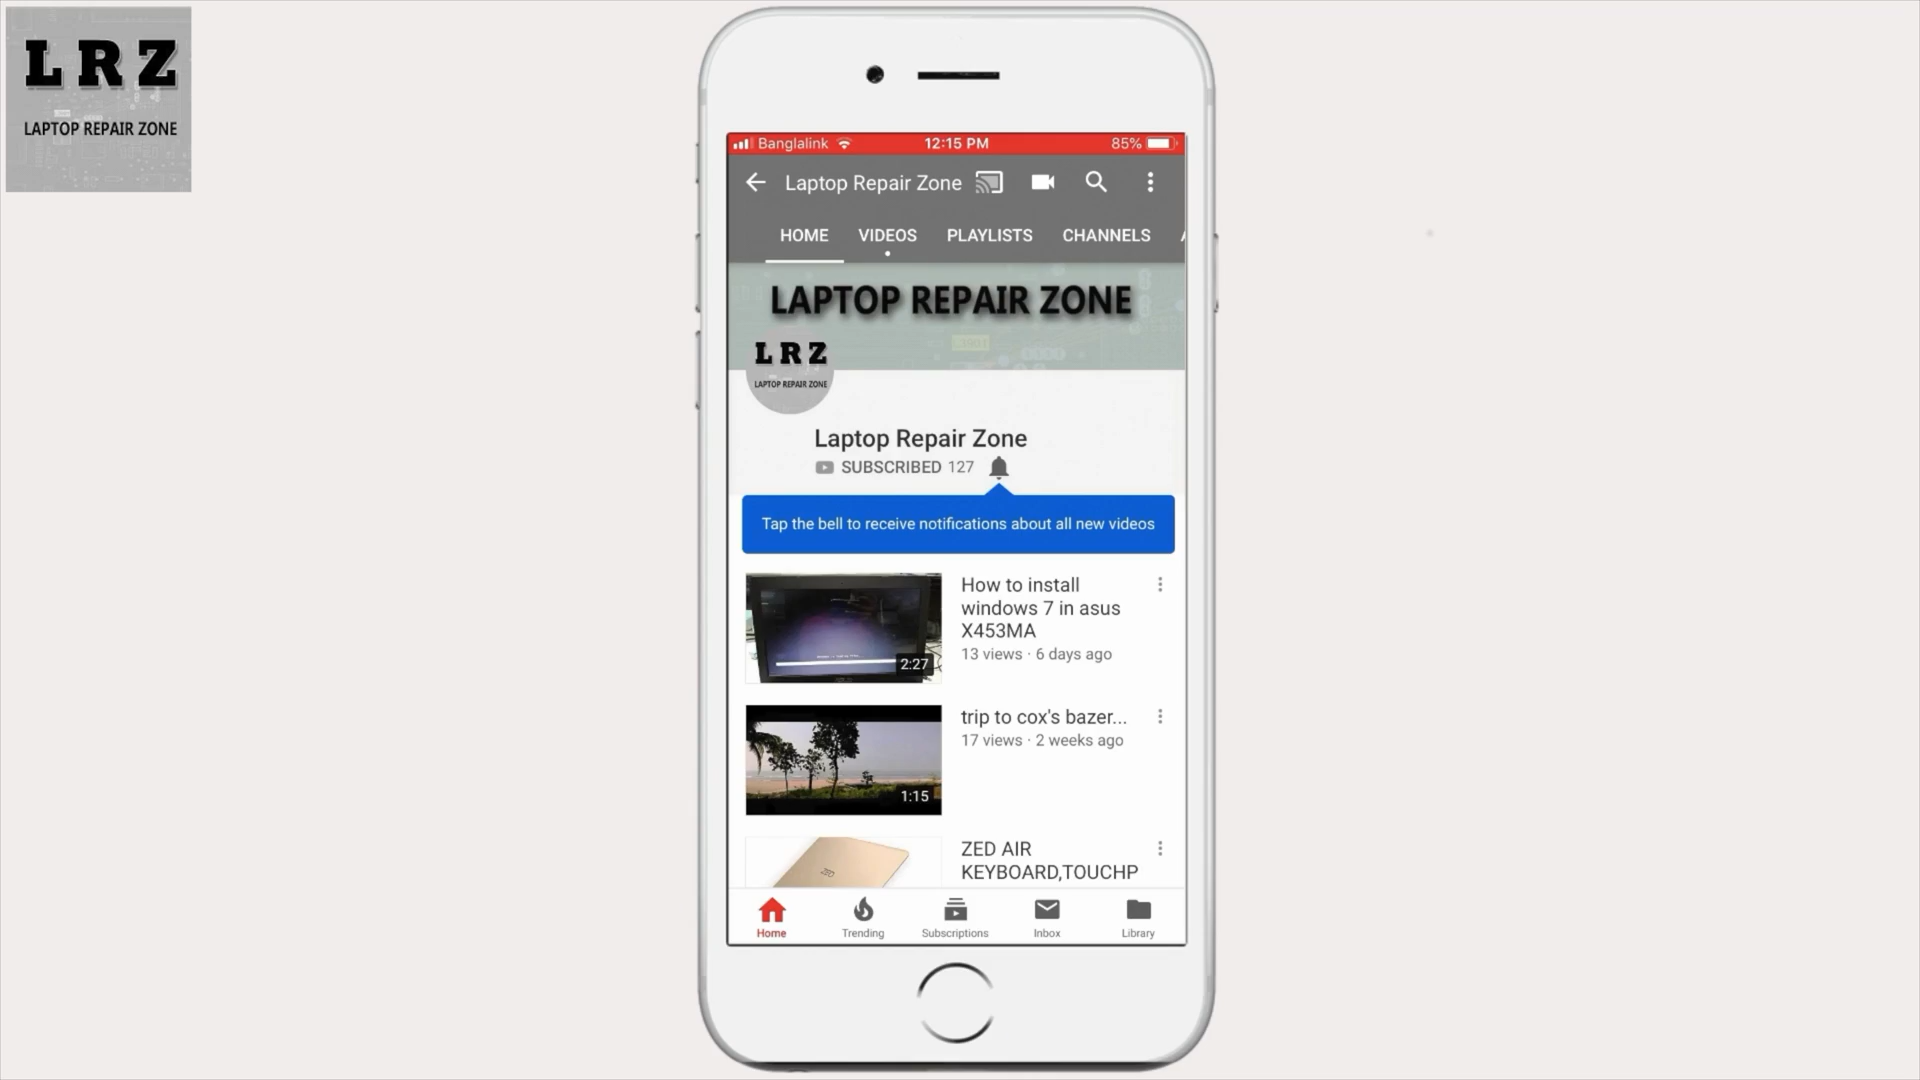 L R Z
LAPTOP REPAIR ZONE
Banglalink 12:15 PM 85%
Laptop Repair Zone
HOME VIDEOS PLAYLISTS CHANNELS
LAPTOP REPAIR ZONE
L R Z
LAPTOP REPAIR ZONE
Laptop Repair Zone
SUBSCRIBED 127
Tap the bell to receive notifications about all new videos
How to install
windows 7 in asus
X453MA
13 views · 6 days ago
2:27
trip to cox's bazer...
17 views · 2 weeks ago
1:15
ZED AIR
KEYBOARD,TOUCHP
ZED
Home Trending Subscriptions Inbox Library